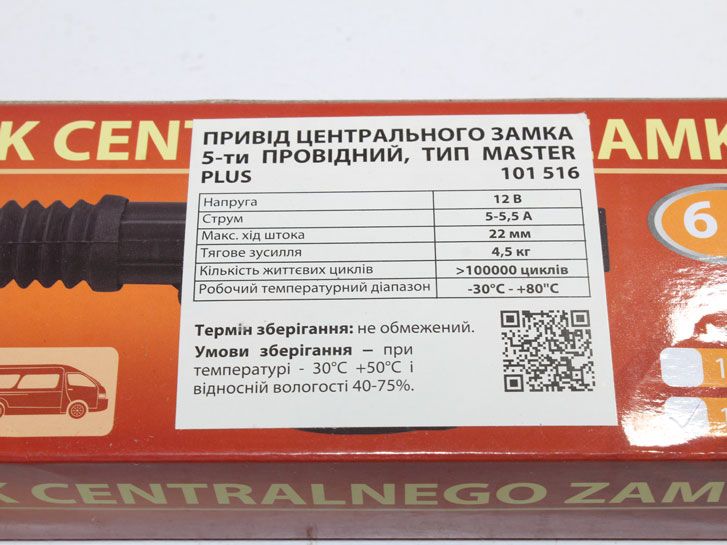 K CENT
ZAMK
ПРИВІД ЦЕНТРАЛЬНОГО ЗАМКА
5-ти ПРОВІДНИЙ, ТИП MASTER
PLUS 101 516
Напруга 12 В
Струм 5-5,5 А
Макс. хід штока 22 мм
Тягове зусилля 4,5 кг
Кількість життєвих циклів >100000 циклів
Робочий температурний діапазон -30°С - +80"С
Термін зберігання: не обмежений.
Умови зберігання – при
температурі - 30°С +50°С і
відносній вологості 40-75%.
6
1
K CENTRALNEGO ZAM